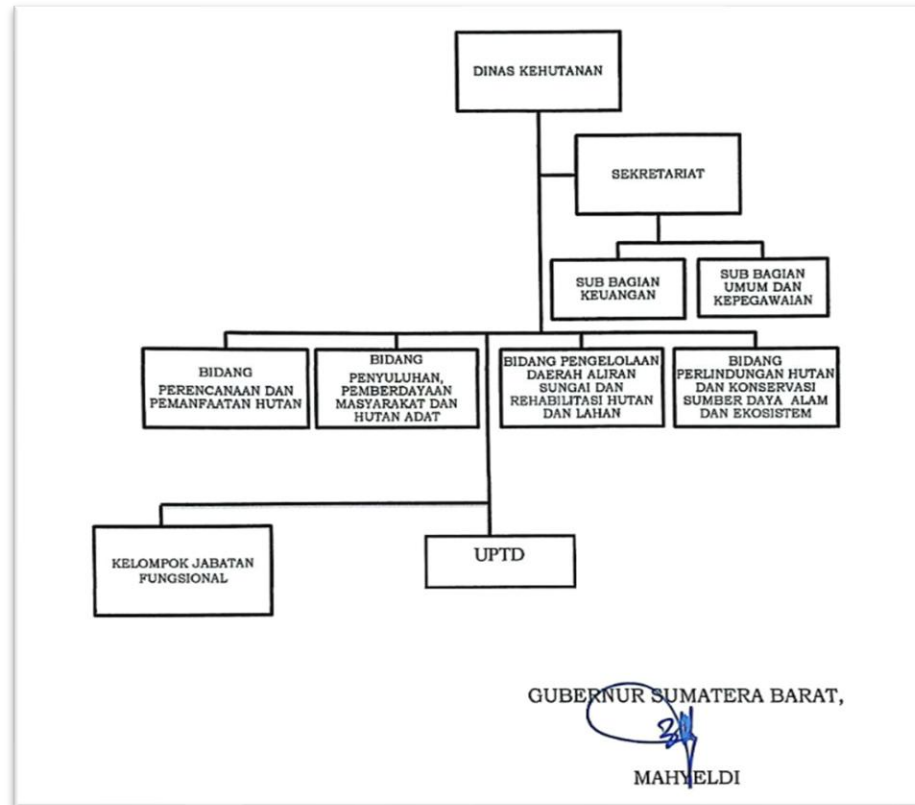 DINAS KEHUTANAN
SEKRETARIAT
SUB BAGIAN
KEUANGAN
SUB BAGIAN
UMUM DAN
KEPEGAWAIAN
BIDANG
PERENCANAAN DAN
PEMANFAATAN HUTAN
BIDANG
PENYULUHAN,
PEMBERDAYAAN
MASYARAKAT DAN
HUTAN ADAT
BIDANG PENGELOLAAN
DAERAH ALIRAN
SUNGAI DAN
REHABILITASI HUTAN
DAN LAHAN
BIDANG
PERLINDUNGAN HUTAN
DAN KONSERVASI
SUMBER DAYA ALAM
DAN EKOSISTEM
KELOMPOK JABATAN
FUNGSIONAL
UPTD
GUBERNUR SUMATERA BARAT,
MAHYELDI